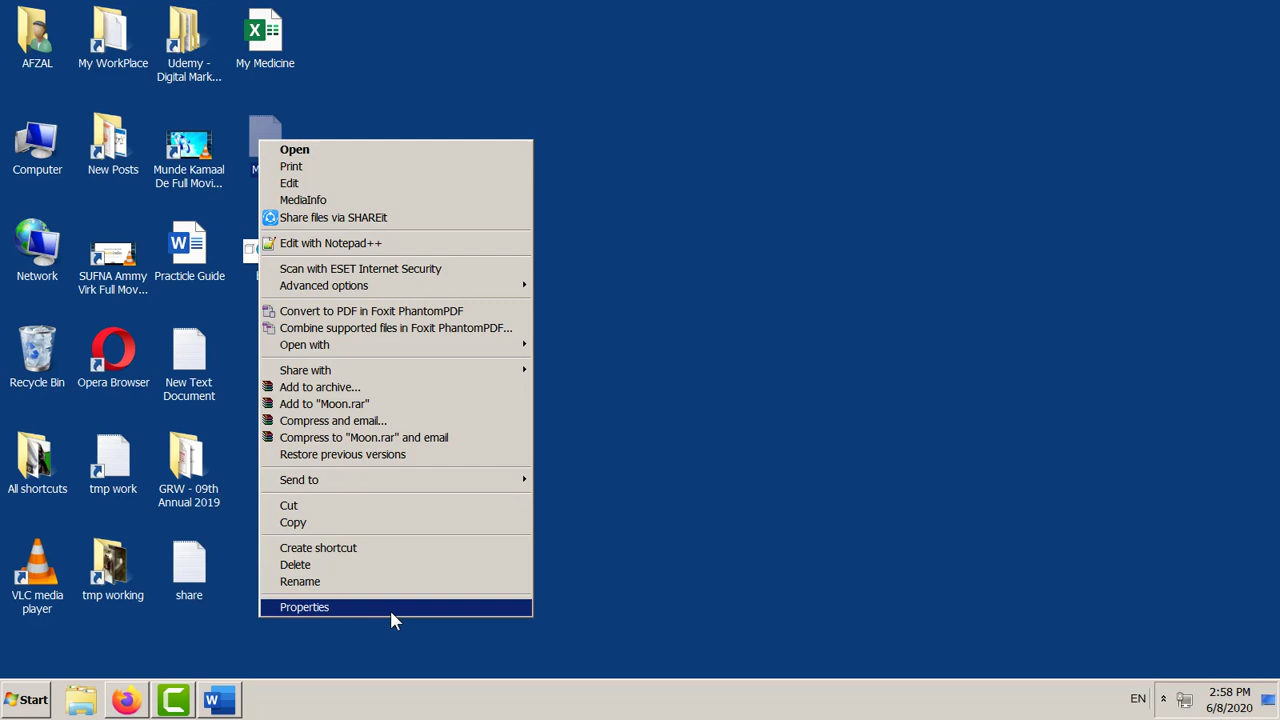 AFZAL
My WorkPlace
Udemy -
Digital Mark...
My Medicine
Computer
New Posts
Munde Kamaal
De Full Movi...
Network
SUFNA Ammy
Virk Full Mov...
Practicle Guide
Recycle Bin
Opera Browser
New Text
Document
All shortcuts
tmp work
GRW - 09th
Annual 2019
VLC media
player
tmp working
share
Open
Print
Edit
MediaInfo
Share files via SHAREit
Edit with Notepad++
Scan with ESET Internet Security
Advanced options
Convert to PDF in Foxit PhantomPDF
Combine supported files in Foxit PhantomPDF...
Open with
Share with
Add to archive...
Add to "Moon.rar"
Compress and email...
Compress to "Moon.rar" and email
Restore previous versions
Send to
Cut
Copy
Create shortcut
Delete
Rename
Properties
Start
EN
2:58 PM
6/8/2020